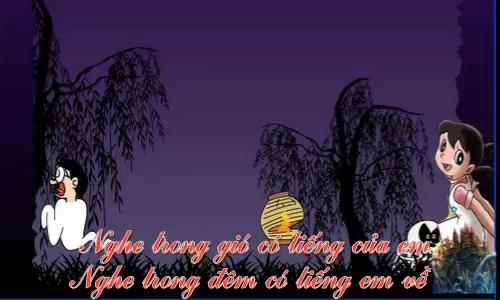 Nghe trong gió có tiếng của em
Nghe trong đêm có tiếng em về